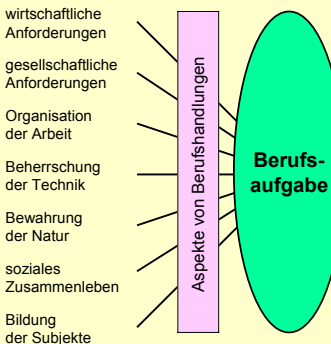 wirtschaftliche
Anforderungen
gesellschaftliche
Anforderungen
Organisation
der Arbeit
Beherrschung
der Technik
Bewahrung
der Natur
soziales
Zusammenleben
Bildung
der Subjekte
Aspekte von Berufshandlungen
Berufs-
aufgabe